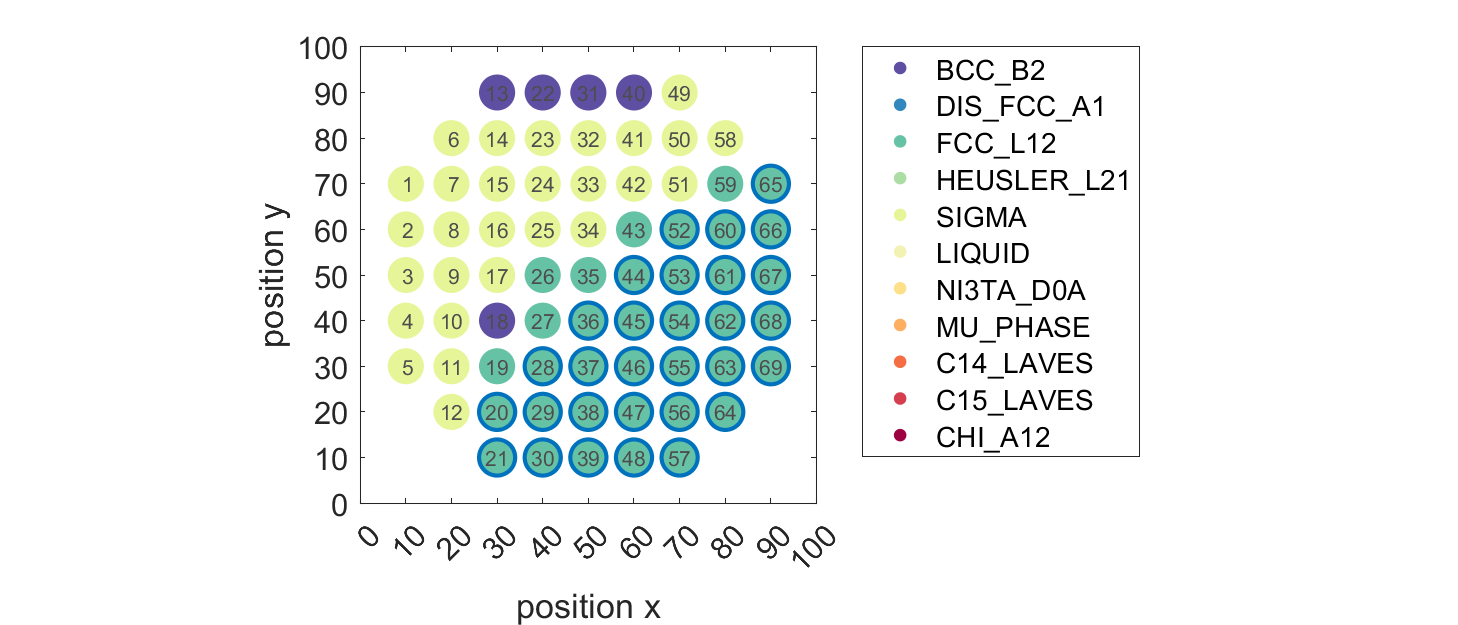 100
90
80
70
60
50
40
30
20
10
0
position y
13 22 31 40 49
6 14 23 32 41 50 58
1 7 15 24 33 42 51 59 65
2 8 16 25 34 43 52 60 66
3 9 17 26 35 44 53 61 67
4 10 18 27 36 45 54 62 68
5 11 19 28 37 46 55 63 69
12 20 29 38 47 56 64
21 30 39 48 57
0 10 20 30 40 50 60 70 80 90 100
position x
BCC_B2
DIS_FCC_A1
FCC_L12
HEUSLER_L21
SIGMA
LIQUID
NI3TA_D0A
MU_PHASE
C14_LAVES
C15_LAVES
CHI_A12